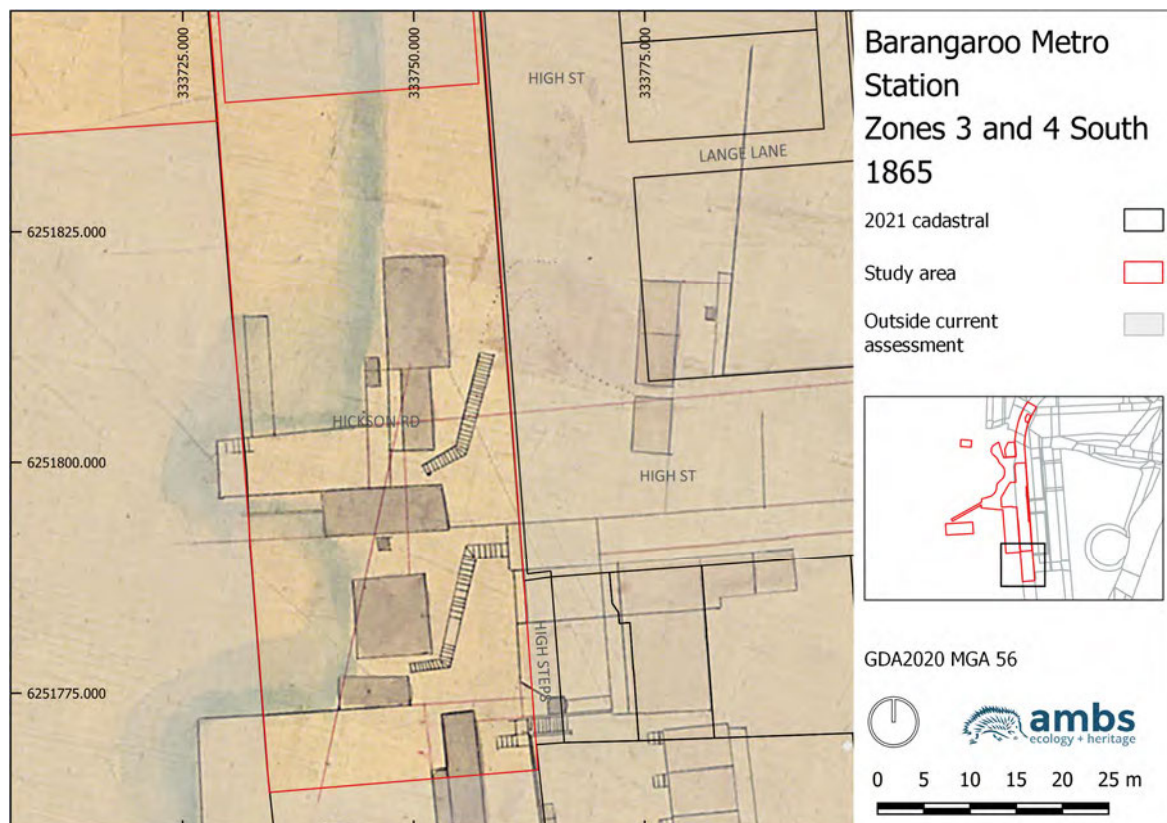 333725.000
333750.000
333775.000
HIGH ST
LANGE LANE
6251825.000
HICKSON RD
6251800.000
HIGH ST
HIGH STEPS
6251775.000
Barangaroo Metro
Station
Zones 3 and 4 South
1865
2021 cadastral
Study area
Outside current
assessment
GDA2020 MGA 56
ambs
ecology + heritage
0 5 10 15 20 25 m